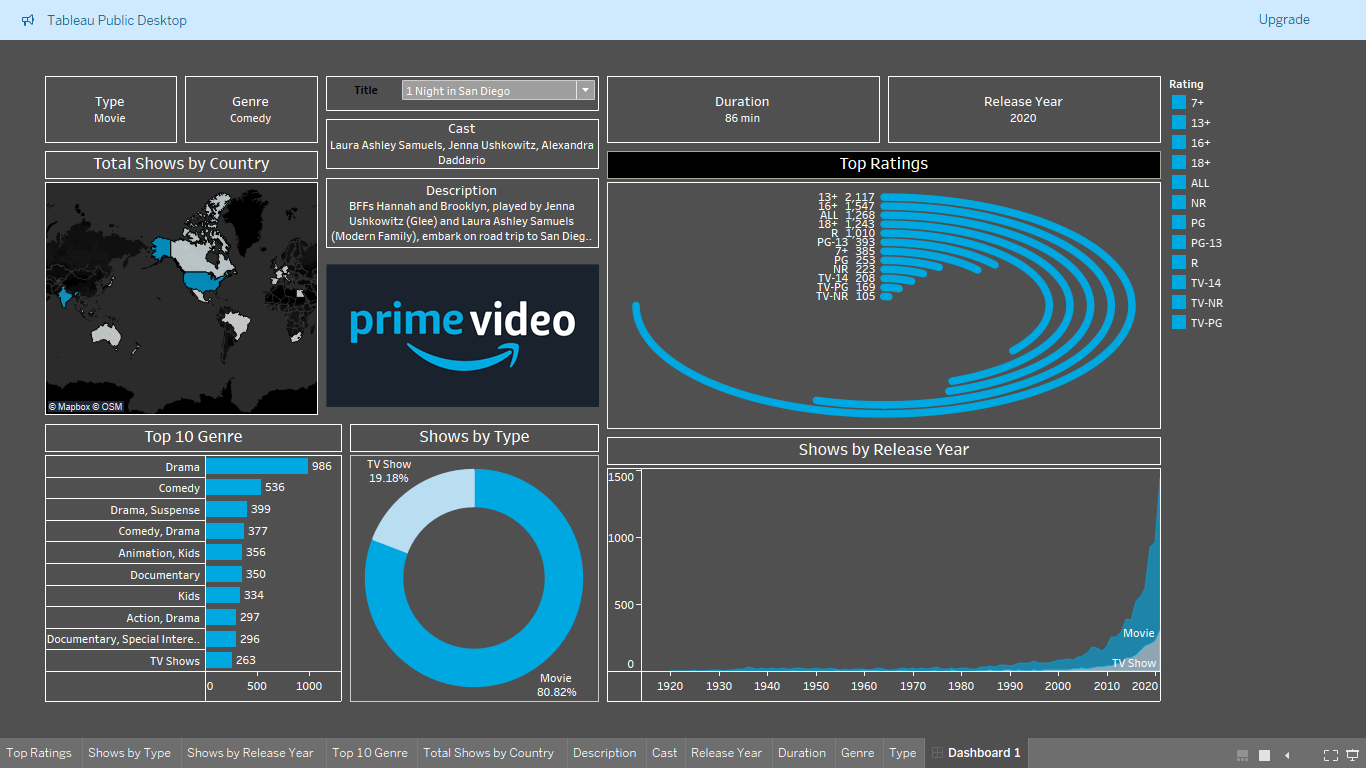 Tableau Public Desktop
Upgrade
Type
Movie
Genre
Comedy
Title
1 Night in San Diego
Cast
Laura Ashley Samuels, Jenna Ushkowitz, Alexandra
Daddario
Duration
86 min
Release Year
2020
Rating
7+
13+
16+
18+
ALL
NR
PG
PG-13
R
TV-14
TV-NR
TV-PG
Total Shows by Country
© Mapbox © OSM
Description
BFFs Hannah and Brooklyn, played by Jenna
Ushkowitz (Glee) and Laura Ashley Samuels
(Modern Family), embark on road trip to San Dieg..
prime video
Top Ratings
13+ 2,117
16+ 1,547
ALL 1,268
18+ 1,243
R 1,010
PG-13 393
7+ 385
PG 253
NR 223
TV-14 208
TV-PG 169
TV-NR 105
Top 10 Genre
Drama 986
Comedy 536
Drama, Suspense 399
Comedy, Drama 377
Animation, Kids 356
Documentary 350
Kids 334
Action, Drama 297
Documentary, Special Intere.. 296
TV Shows 263
0 500 1000
Shows by Type
TV Show
19.18%
Movie
80.82%
Shows by Release Year
1500
1000
500
0
Movie
TV Show
1920 1930 1940 1950 1960 1970 1980 1990 2000 2010 2020
Top Ratings Shows by Type Shows by Release Year Top 10 Genre Total Shows by Country Description Cast Release Year Duration Genre Type Dashboard 1